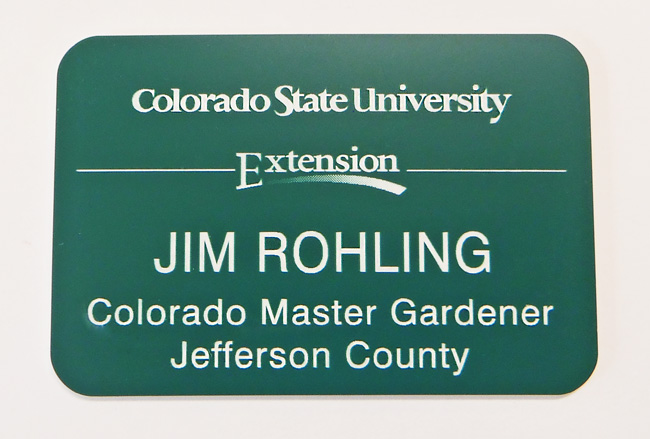 Colorado State University
Extension
JIM ROHLING
Colorado Master Gardener
Jefferson County